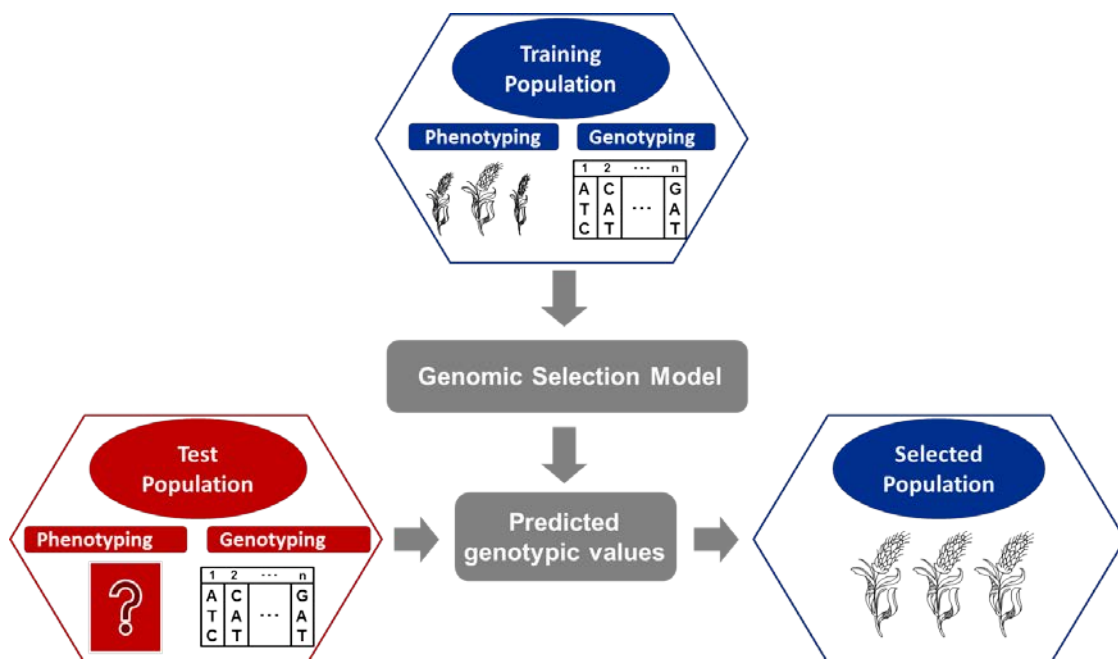 Training
Population
Phenotyping Genotyping
1 2 ... n
A C G
T A ... A
C T T
Genomic Selection Model
Test
Population
Selected
Population
Predicted
genotypic values
Phenotyping Genotyping
?
1 2 ... n
A C G
T A ... A
C T T